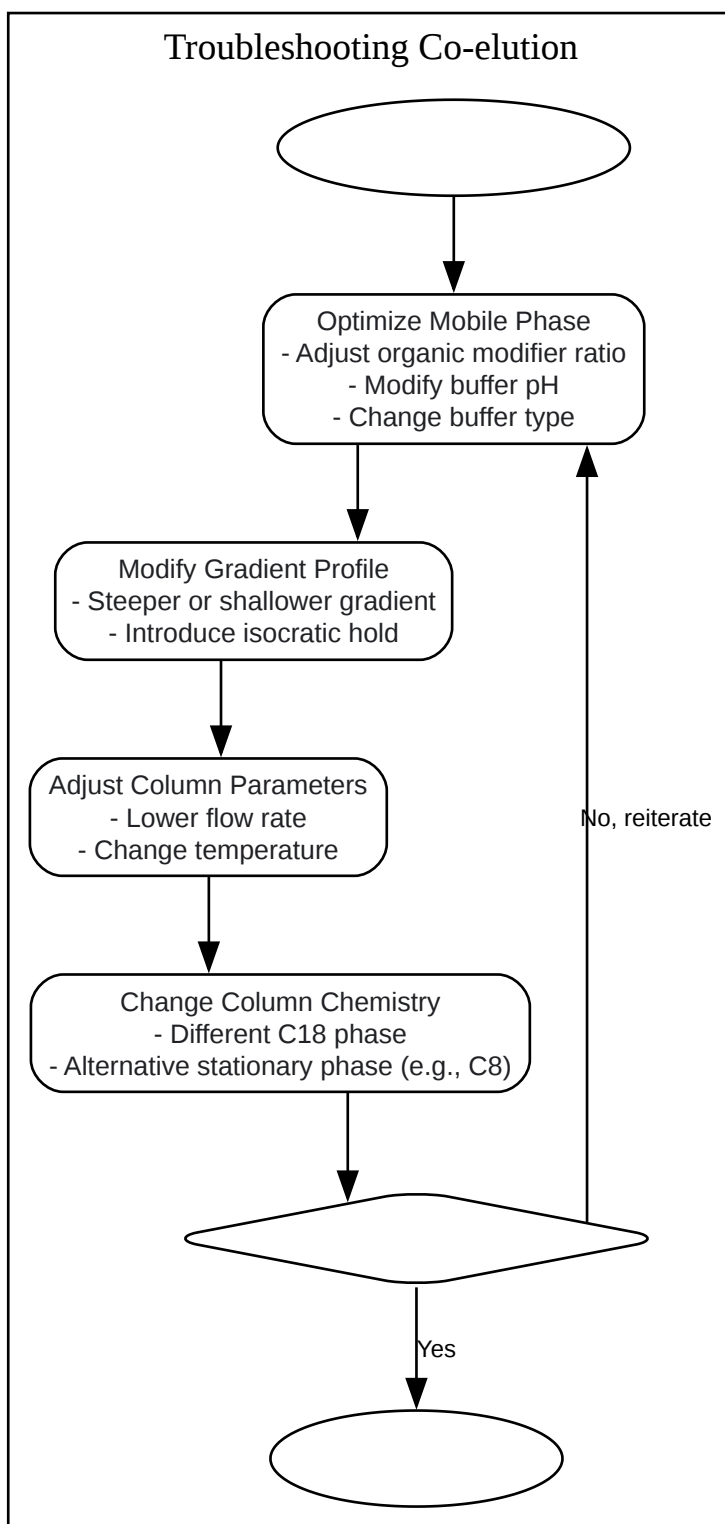 Troubleshooting Co-elution
Optimize Mobile Phase
- Adjust organic modifier ratio
- Modify buffer pH
- Change buffer type
Modify Gradient Profile
- Steeper or shallower gradient
- Introduce isocratic hold
Adjust Column Parameters
- Lower flow rate
- Change temperature
No, reiterate
Change Column Chemistry
- Different C18 phase
- Alternative stationary phase (e.g., C8)
Yes